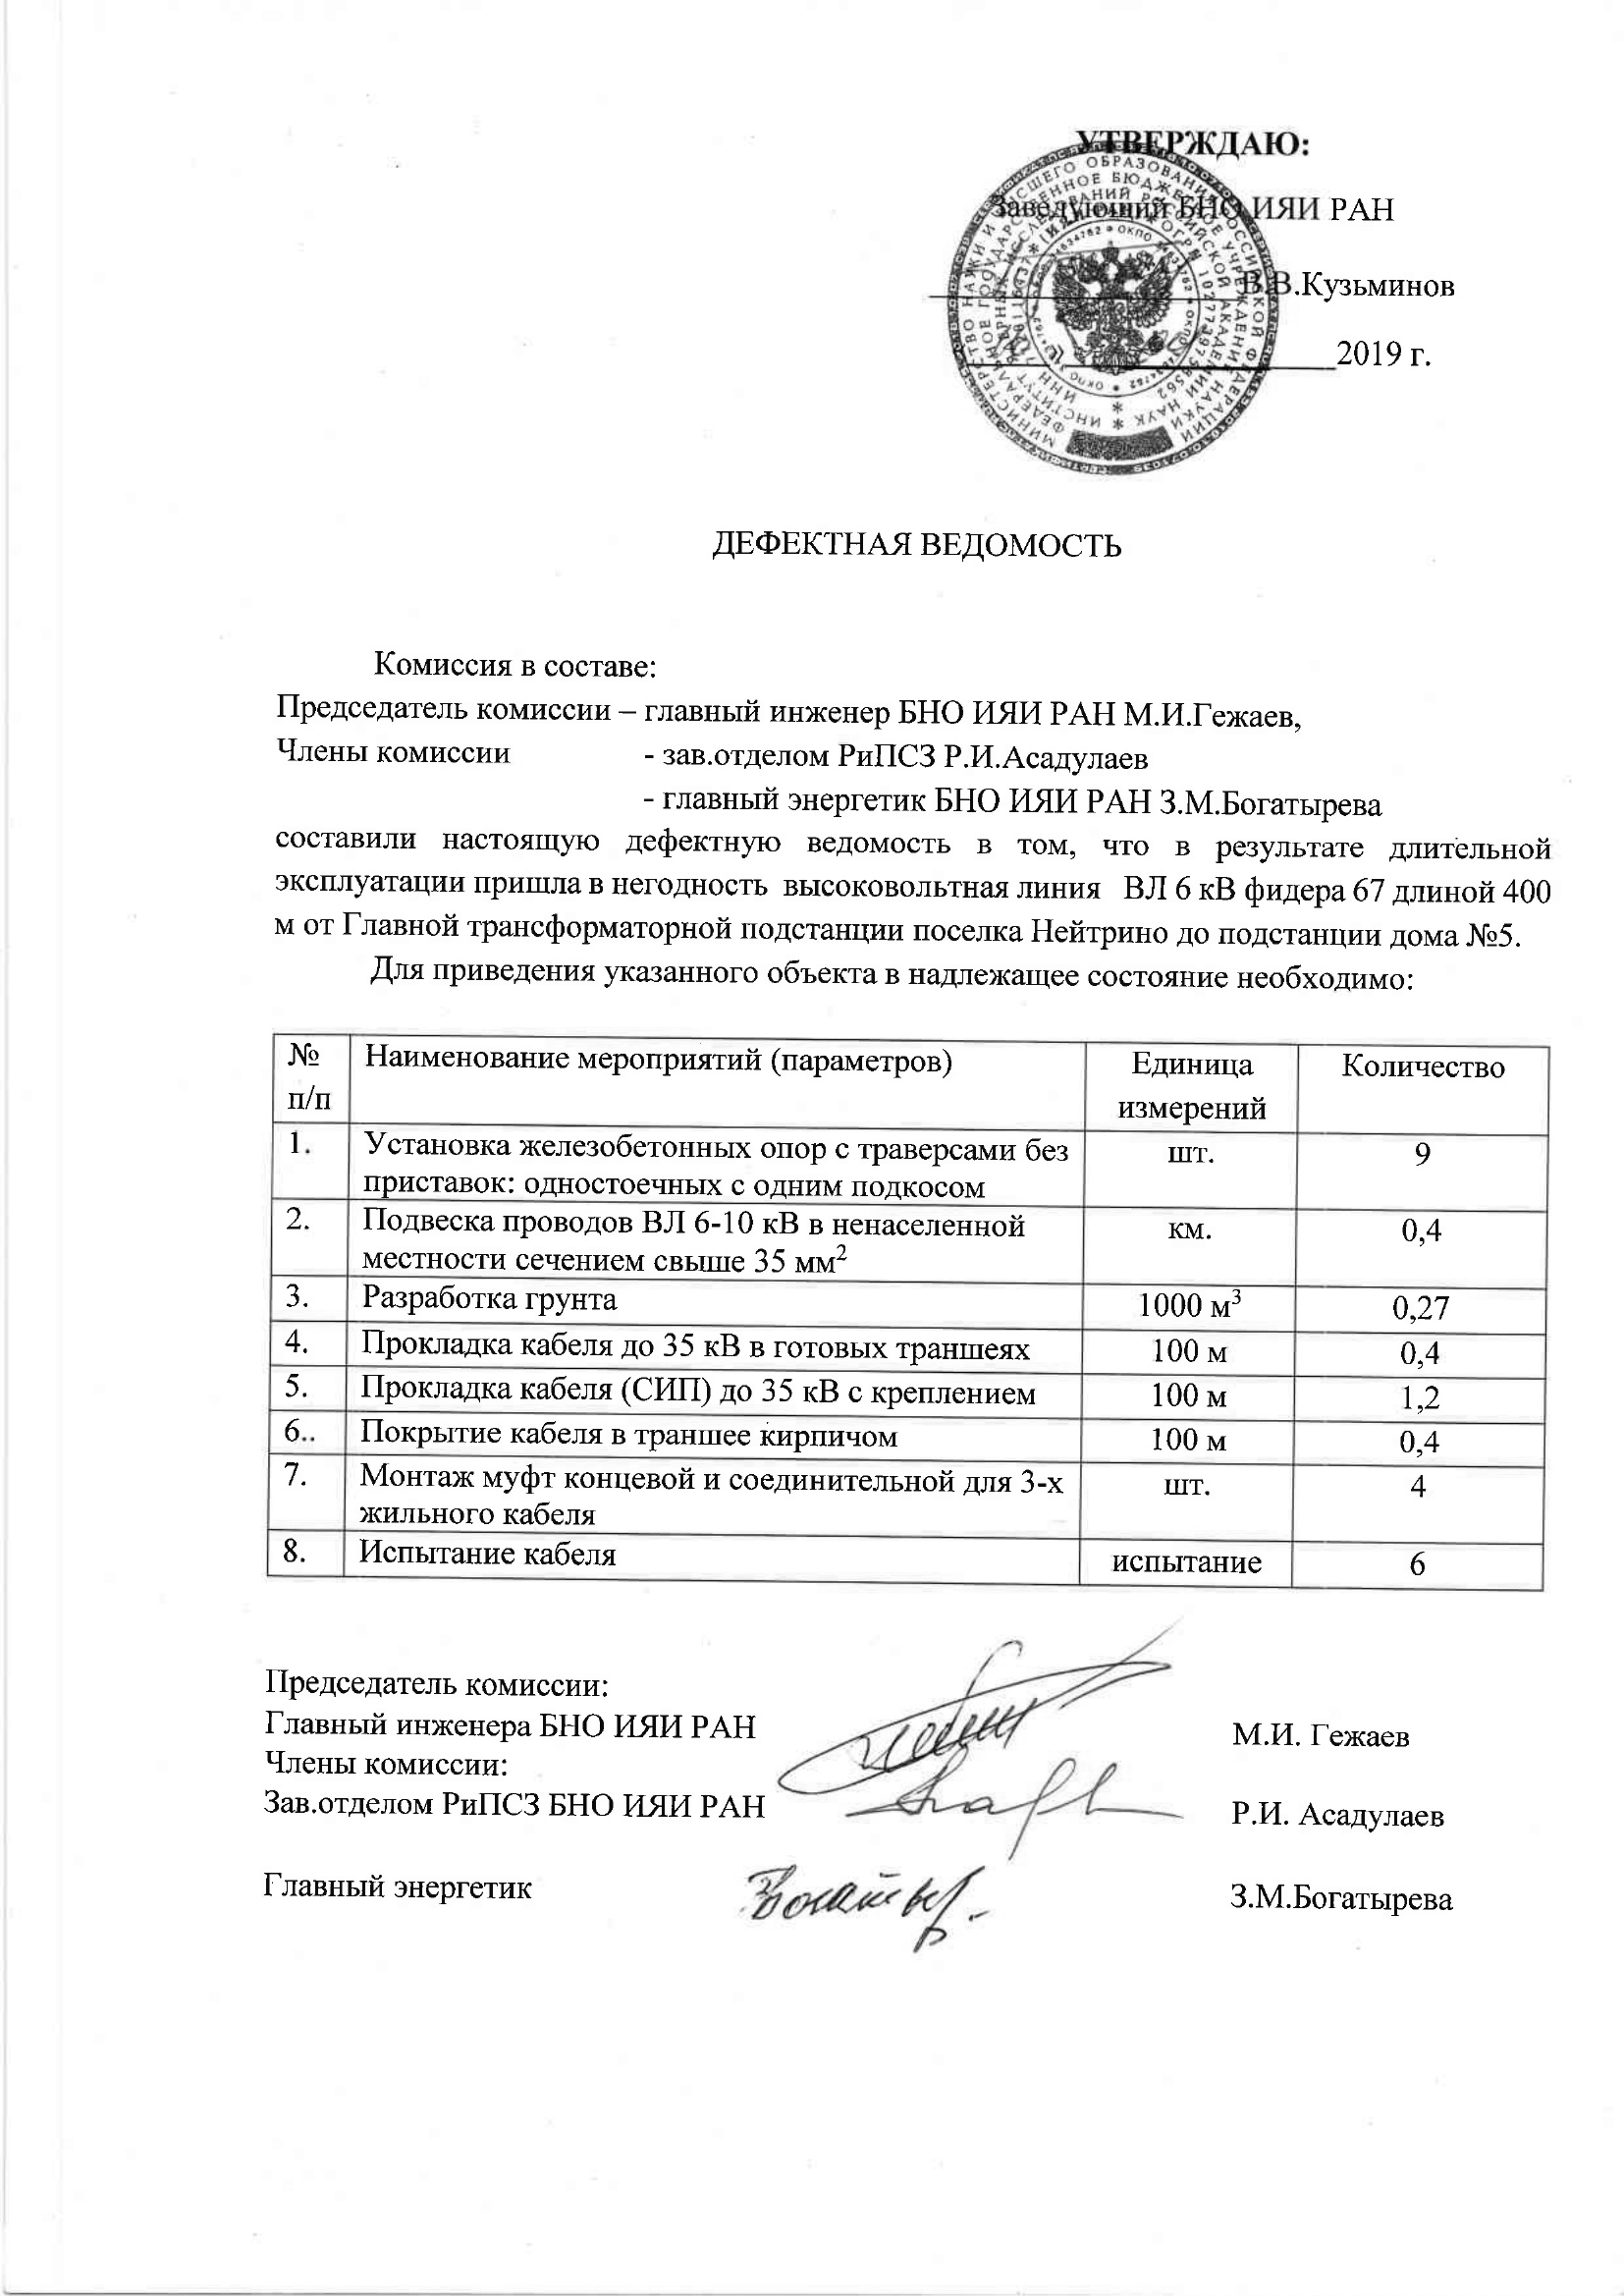 УТВЕРЖДАЮ:
Заведующий БНО ИЯИ РАН
В.В.Кузьминов
2019 г.
ДЕФЕКТНАЯ ВЕДОМОСТЬ
Комиссия в составе:
Председатель комиссии – главный инженер БНО ИЯИ РАН М.И.Гежаев,
Члены комиссии - зав.отделом РиПСЗ Р.И.Асадулаев
- главный энергетик БНО ИЯИ РАН З.М.Богатырева
составили настоящую дефектную ведомость в том, что в результате длительной
эксплуатации пришла в негодность высоковольтная линия ВЛ 6 кВ фидера 67 длиной 400
м от Главной трансформаторной подстанции поселка Нейтрино до подстанции дома №5.
Для приведения указанного объекта в надлежащее состояние необходимо:
№ Наименование мероприятий (параметров) Единица Количество
п/п измерений
1. Установка железобетонных опор с траверсами без шт. 9
приставок: одностоечных с одним подкосом
2. Подвеска проводов ВЛ 6-10 кВ в ненаселенной км. 0,4
местности сечением свыше 35 мм²
3. Разработка грунта 1000 м³ 0,27
4. Прокладка кабеля до 35 кВ в готовых траншеях 100 м 0,4
5. Прокладка кабеля (СИП) до 35 кВ с креплением 100 м 1,2
6.. Покрытие кабеля в траншее кирпичом 100 м 0,4
7. Монтаж муфт концевой и соединительной для 3-х шт. 4
жильного кабеля
8. Испытание кабеля испытание 6
Председатель комиссии:
Главный инженера БНО ИЯИ РАН М.И. Гежаев
Члены комиссии:
Зав.отделом РиПСЗ БНО ИЯИ РАН Р.И. Асадулаев
Главный энергетик З.М.Богатырева